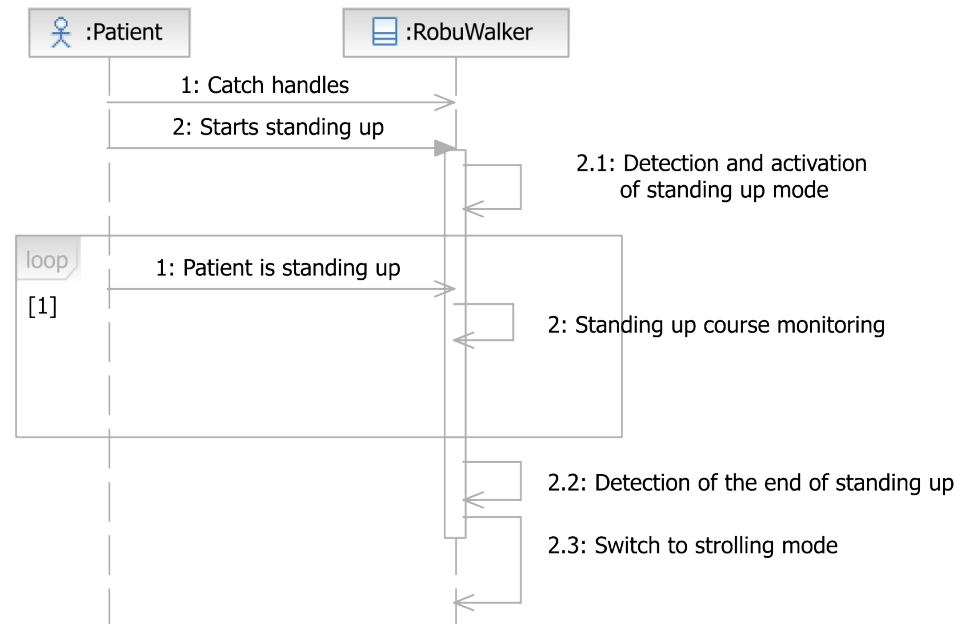 :Patient
:RobuWalker
1: Catch handles
2: Starts standing up
2.1: Detection and activation
of standing up mode
loop
1: Patient is standing up
[1]
2: Standing up course monitoring
2.2: Detection of the end of standing up
2.3: Switch to strolling mode